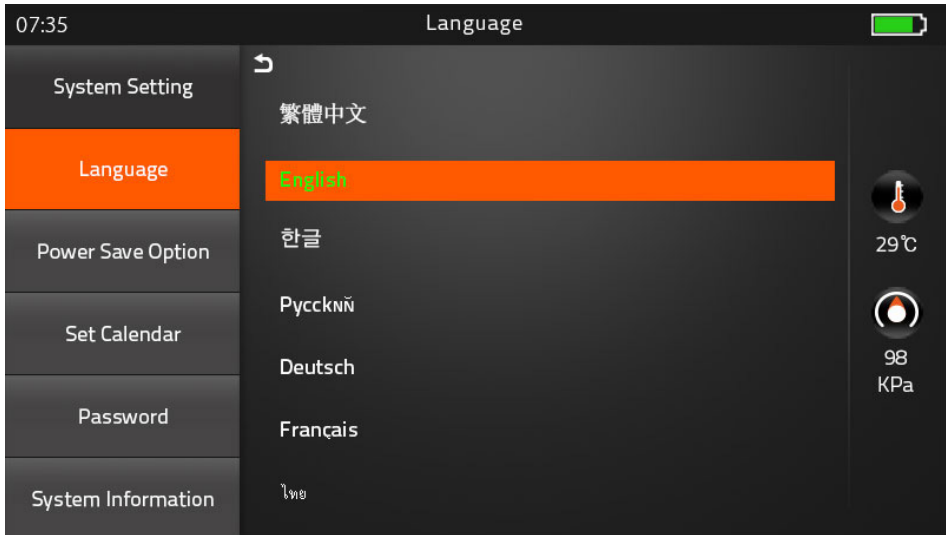 07:35
Language
System Setting
Language
Power Save Option
Set Calendar
Password
System Information
繁體中文
English
한글
Русскɴй
Deutsch
Français
ไทย
29℃
98
KPa